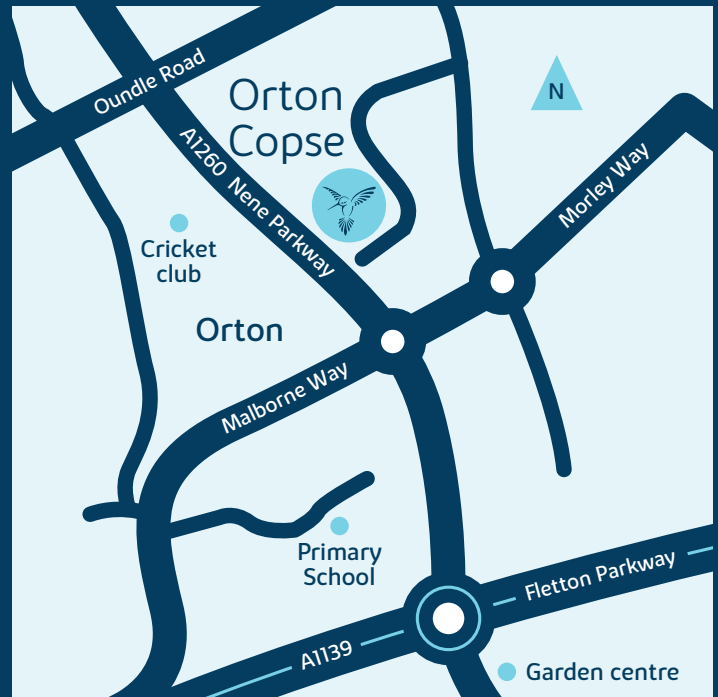 Oundle Road
Orton
Copse
N
A1260 Nene Parkway
Morley Way
Cricket
club
Orton
Malborne Way
Primary
School
Fletton Parkway
A1139
Garden centre